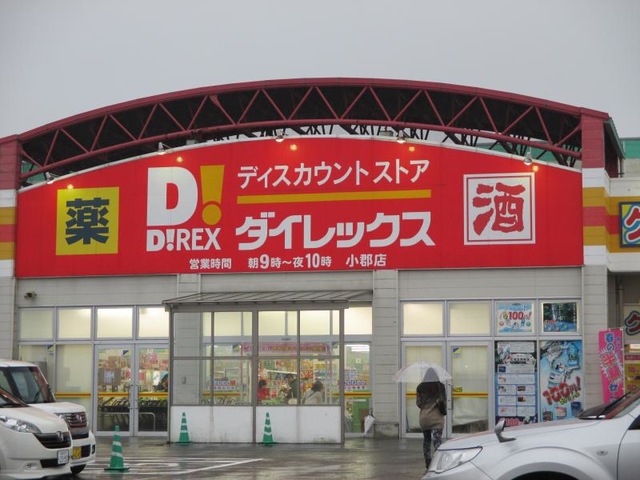 薬
D!
D!REX
ディスカウントストア
ダイレックス
営業時間 朝9時〜夜10時 小郡店
酒
100